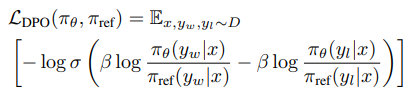 ℒ_DPO(π_θ, π_ref) = 𝔼_{x,y_w,y_l∼D}
[−log σ (β log π_θ(y_w|x)/π_ref(y_w|x) − β log π_θ(y_l|x)/π_ref(y_l|x))]